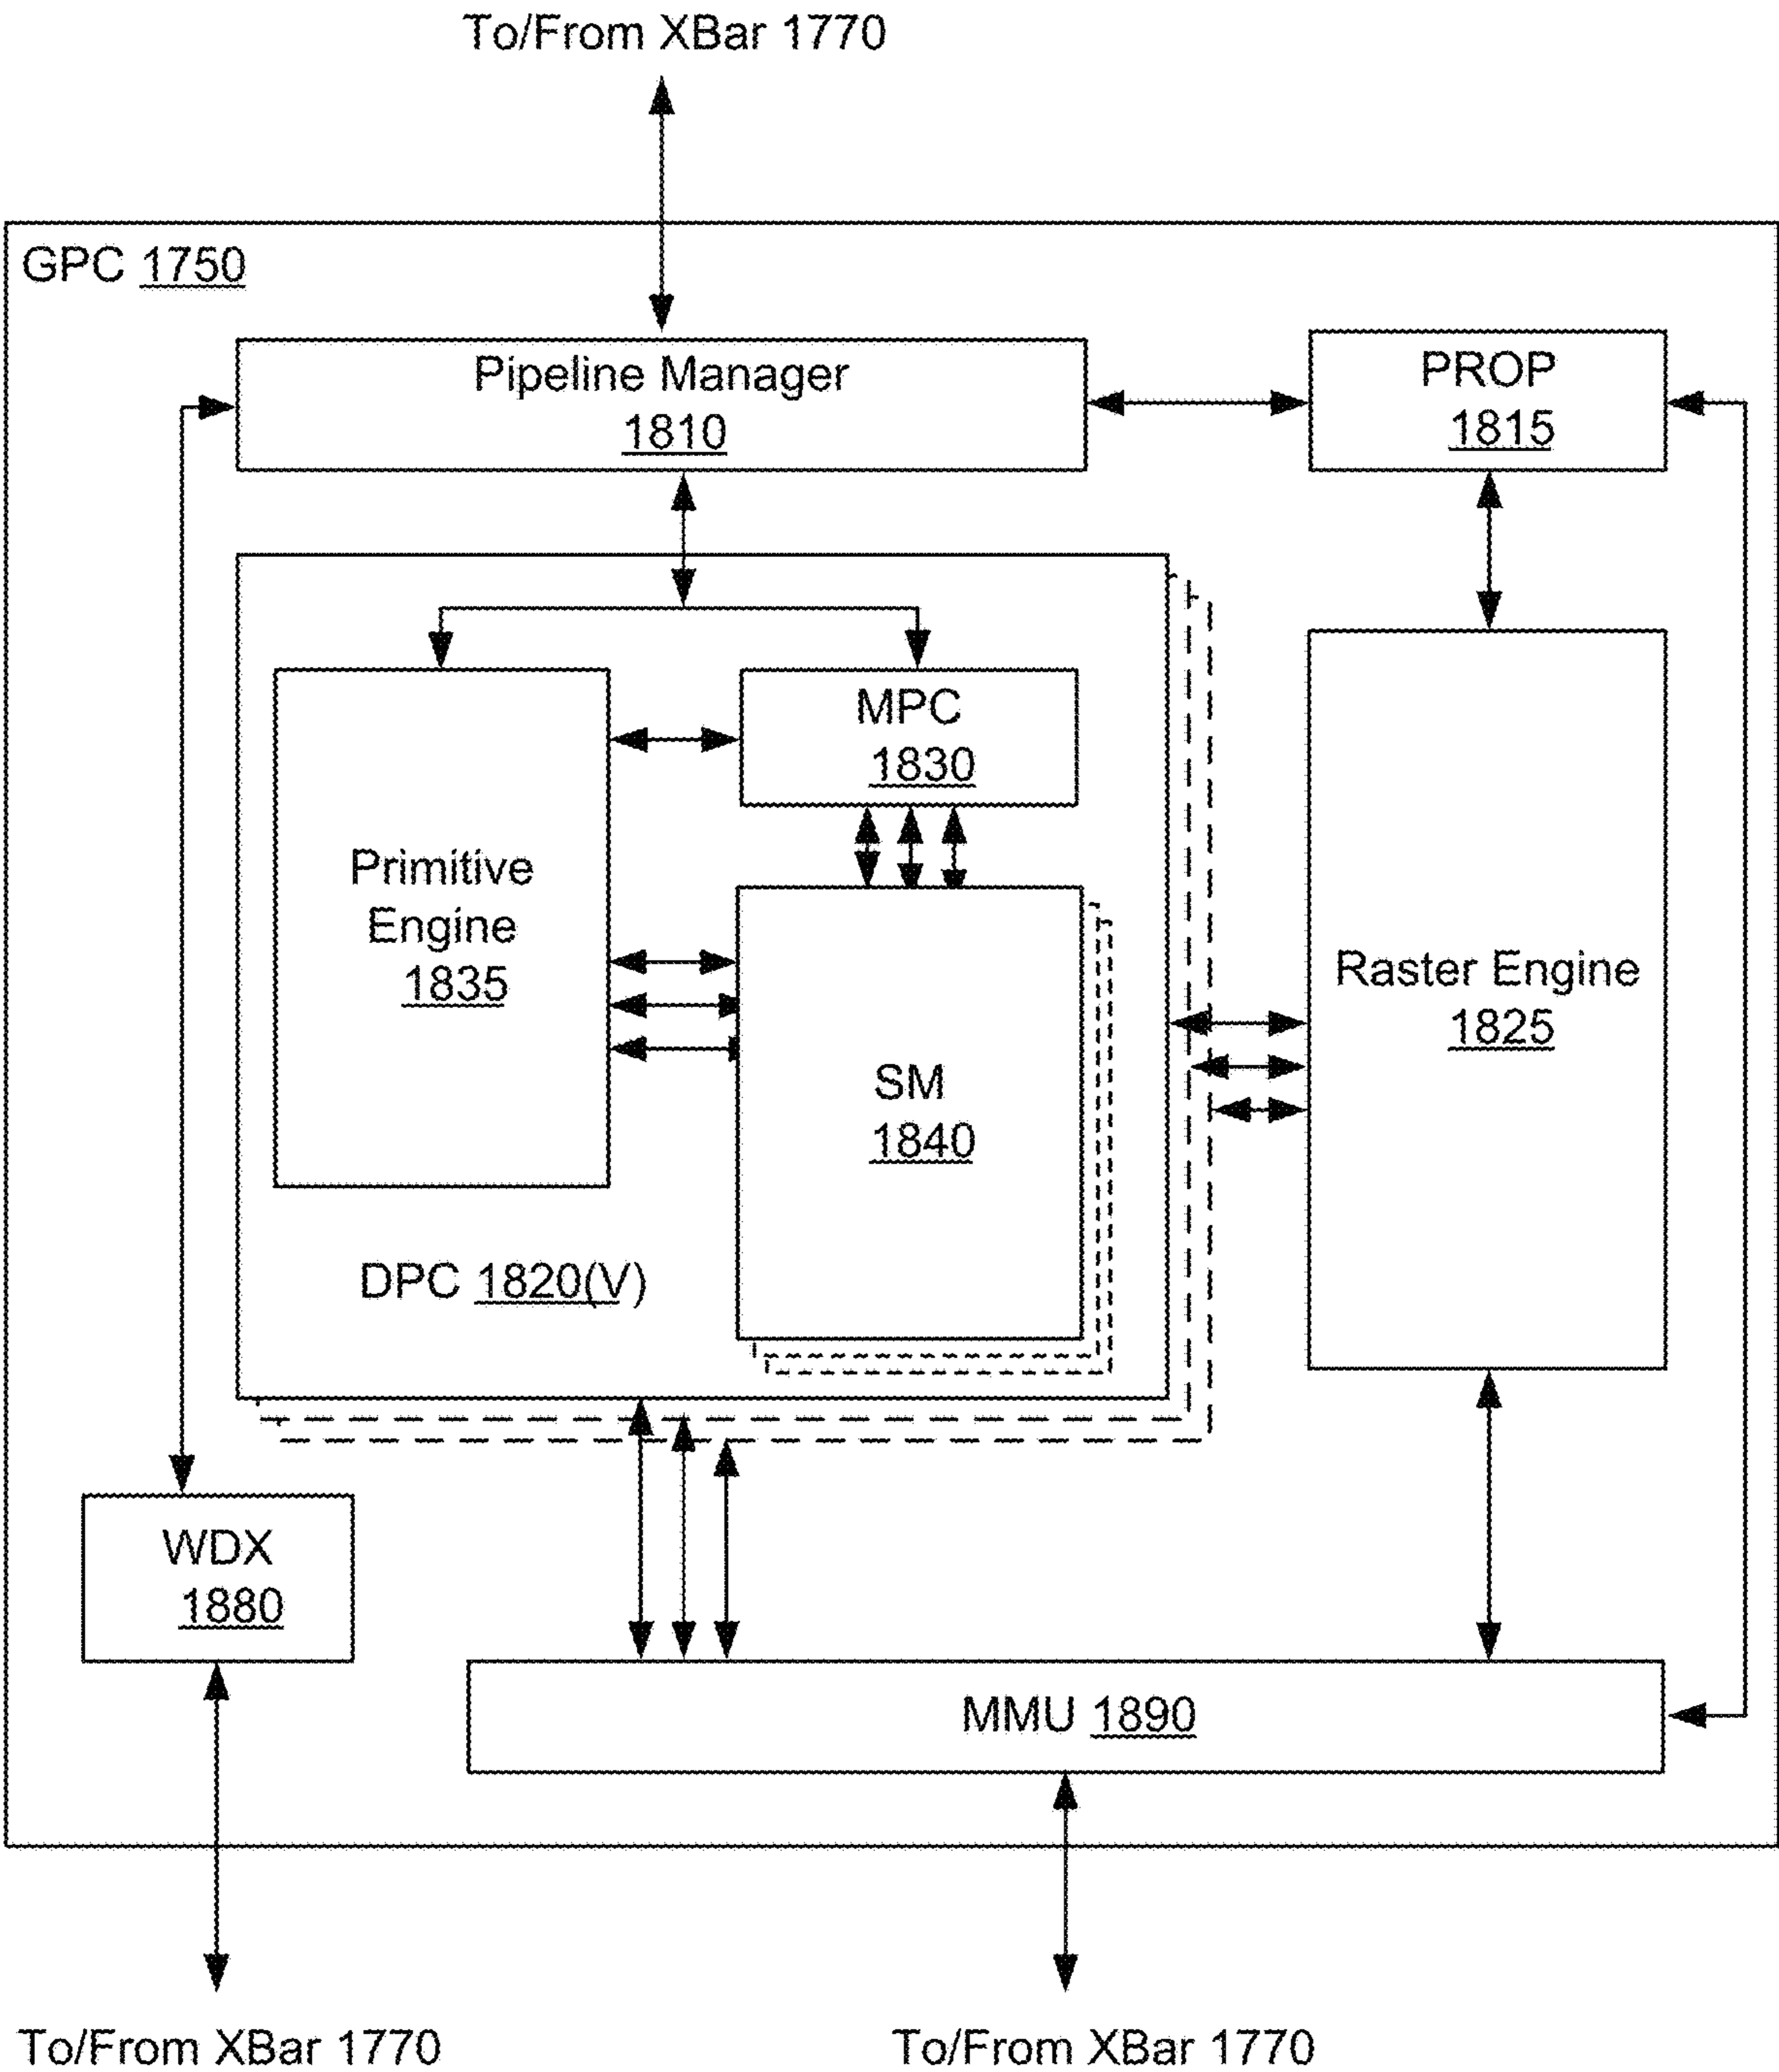 To/From XBar 1770
GPC 1750
Pipeline Manager
1810
PROP
1815
MPC
1830
Primitive
Engine
1835
Raster Engine
1825
SM
1840
DPC 1820(V)
WDX
1880
MMU 1890
To/From XBar 1770
To/From XBar 1770